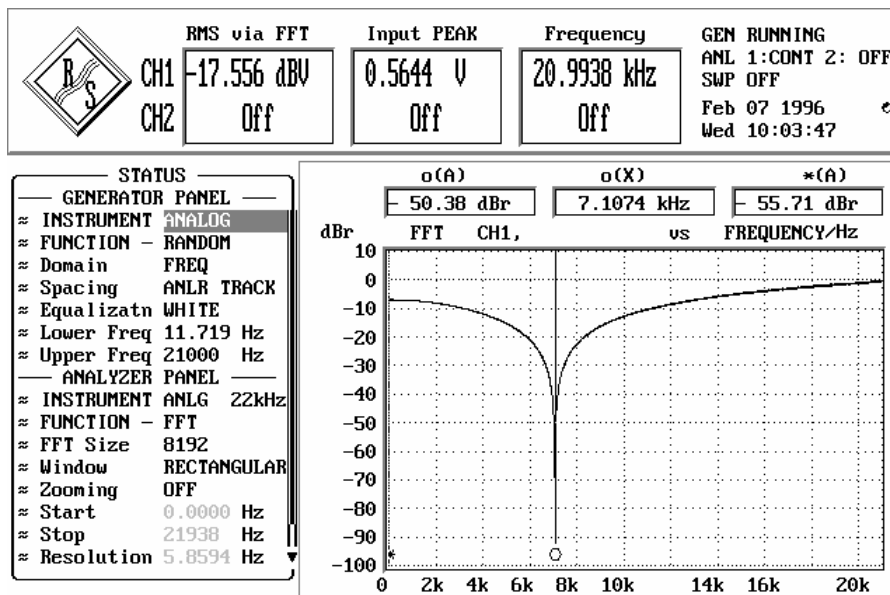 RMS via FFT Input PEAK Frequency
R S
CH1 -17.556 dBV 0.5644 V 20.9938 kHz
CH2 Off Off Off
GEN RUNNING
ANL 1:CONT 2: OFF
SWP OFF
Feb 07 1996
Wed 10:03:47
STATUS
GENERATOR PANEL
≈ INSTRUMENT ANALOG
≈ FUNCTION - RANDOM
≈ Domain FREQ
≈ Spacing ANLR TRACK
≈ Equalizatn WHITE
≈ Lower Freq 11.719 Hz
≈ Upper Freq 21000 Hz
ANALYZER PANEL
≈ INSTRUMENT ANLG 22kHz
≈ FUNCTION - FFT
≈ FFT Size 8192
≈ Window RECTANGULAR
≈ Zooming OFF
≈ Start 0.0000 Hz
≈ Stop 21938 Hz
≈ Resolution 5.8594 Hz
o(A) o(X) *(A)
- 50.38 dBr 7.1074 kHz - 55.71 dBr
dBr FFT CH1, vs FREQUENCY/Hz
10
0
-10
-20
-30
-40
-50
-60
-70
-80
-90
-100
0 2k 4k 6k 8k 10k 14k 16k 20k